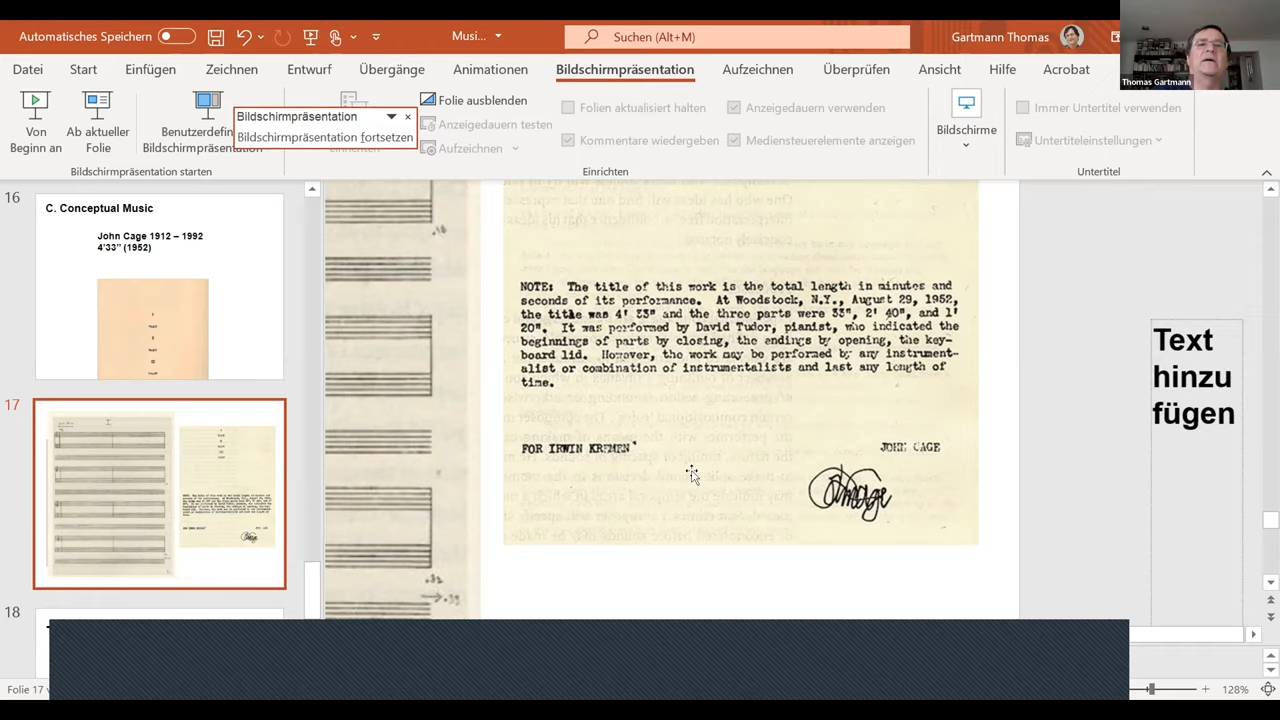 Automatisches Speichern
Musi...
Suchen (Alt+M)
Gartmann Thomas
Thomas Gartmann
Datei Start Einfügen Zeichnen Entwurf Übergänge Animationen Bildschirmpräsentation Aufzeichnen Überprüfen Ansicht Hilfe Acrobat
Von
Beginn an
Ab aktueller
Folie
Benutzerdefin
Bildschirmpräsentation
Bildschirmpräsentation
Bildschirmpräsentation fortsetzen
Einrichten
Folie ausblenden
Anzeigedauern testen
Aufzeichnen
Folien aktualisiert halten
Kommentare wiedergeben
Anzeigedauern verwenden
Mediensteuerelemente anzeigen
Bildschirme
Immer Untertitel verwenden
Untertiteleinstellungen
Bildschirmpräsentation starten
Einrichten
Untertitel
16
C. Conceptual Music
John Cage 1912 – 1992
4'33" (1952)
17
18
NOTE: The title of this work is the total length in minutes and
seconds of its performance. At Woodstock, N.Y., August 29, 1952,
the title was 4' 33" and the three parts were 33", 2' 40", and 1'
20". It was performed by David Tudor, pianist, who indicated the
beginnings of parts by closing, the endings by opening, the key-
board lid. However, the work may be performed by any instrument-
alist or combination of instrumentalists and last any length of
time.
FOR IRWIN KREMEN
JOHN CAGE
Text
hinzu
fügen
Folie 17
128%